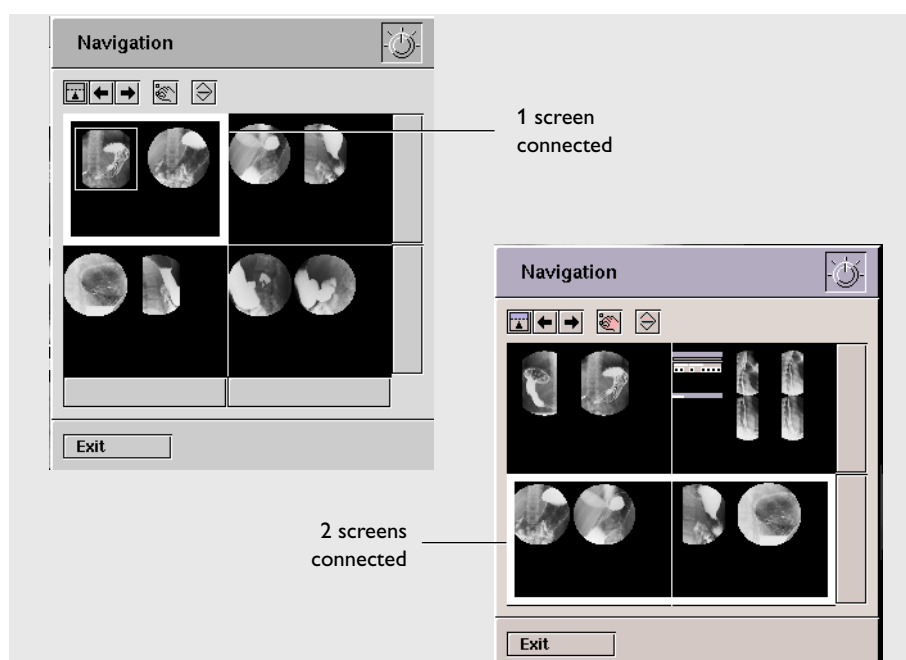 Navigation
1 screen
connected
Exit
Navigation
2 screens
connected
Exit